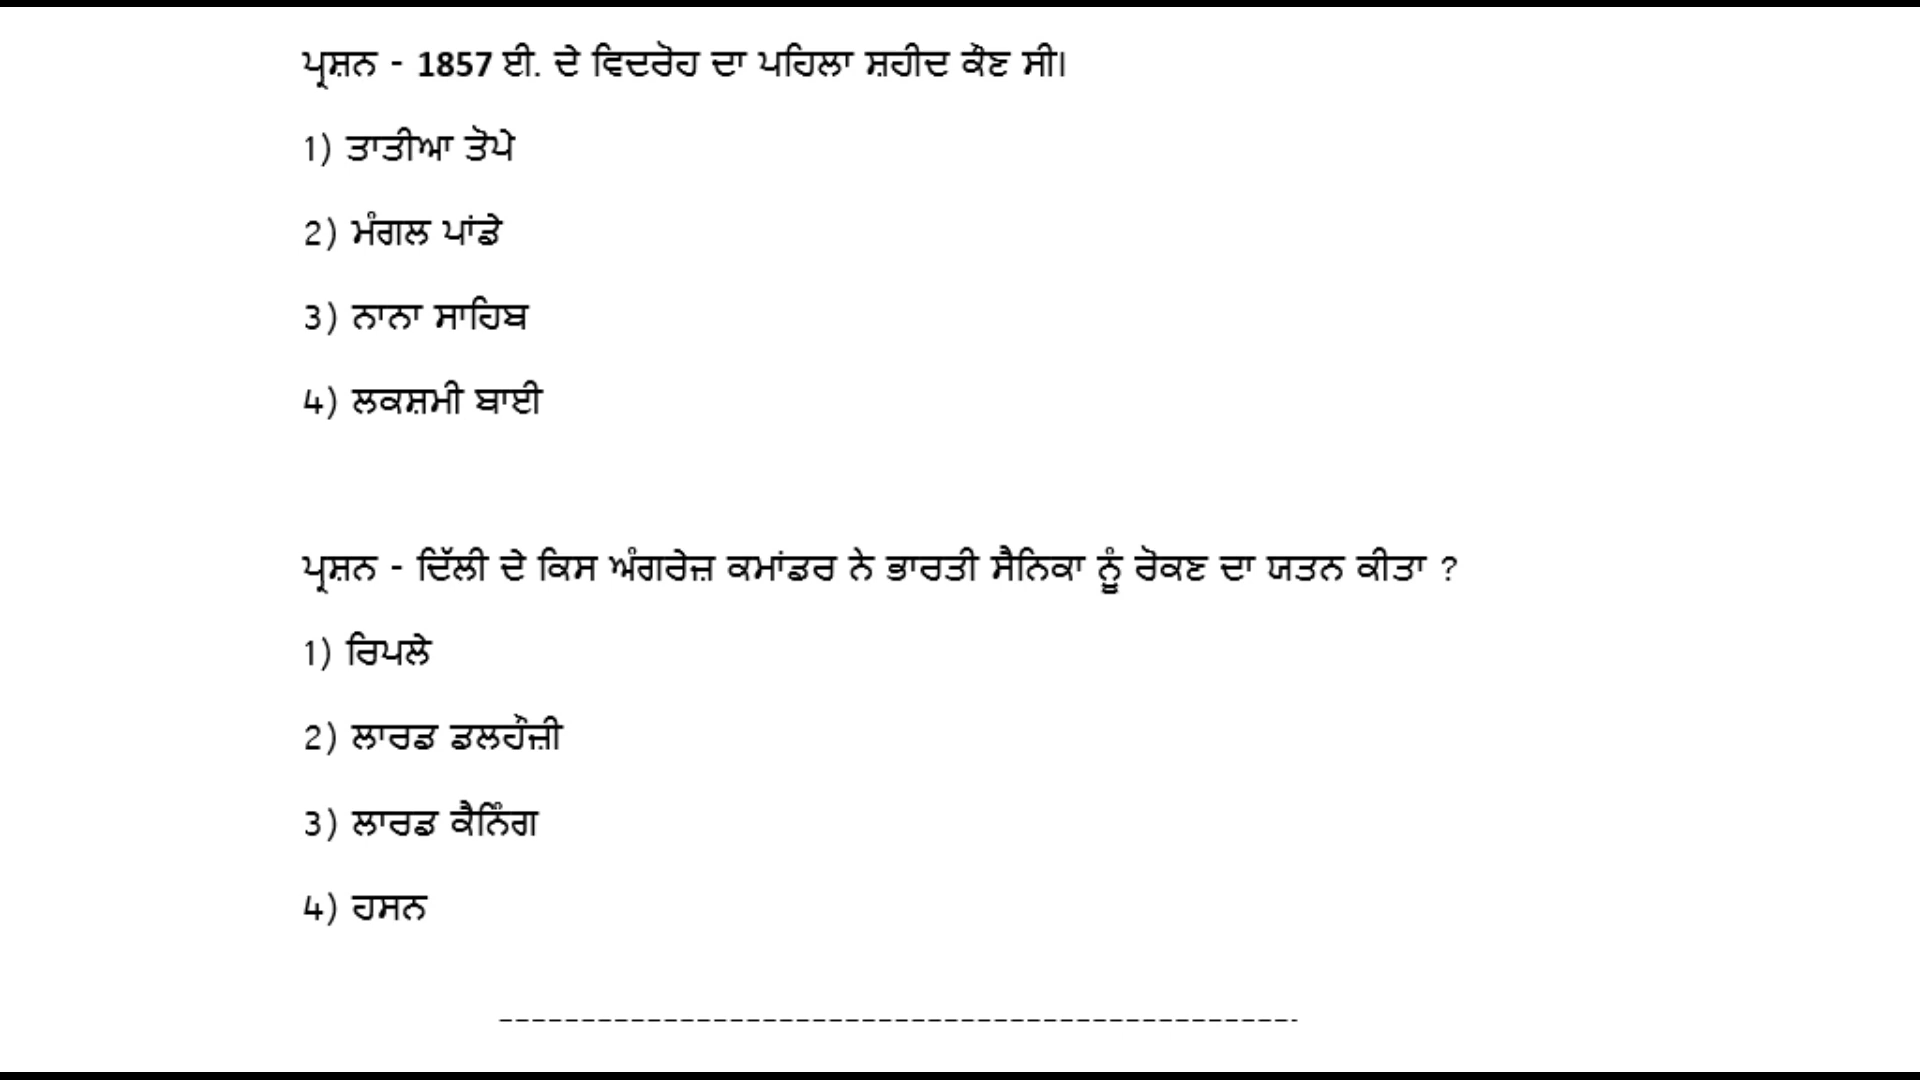 ਪ੍ਰਸ਼ਨ - 1857 ਈ. ਦੇ ਵਿਦਰੋਹ ਦਾ ਪਹਿਲਾ ਸ਼ਹੀਦ ਕੌਣ ਸੀ।
1) ਤਾਤੀਆ ਤੋਪੇ
2) ਮੰਗਲ ਪਾਂਡੇ
3) ਨਾਨਾ ਸਾਹਿਬ
4) ਲਕਸ਼ਮੀ ਬਾਈ
ਪ੍ਰਸ਼ਨ - ਦਿੱਲੀ ਦੇ ਕਿਸ ਅੰਗਰੇਜ਼ ਕਮਾਂਡਰ ਨੇ ਭਾਰਤੀ ਸੈਨਿਕਾ ਨੂੰ ਰੋਕਣ ਦਾ ਯਤਨ ਕੀਤਾ ?
1) ਰਿਪਲੇ
2) ਲਾਰਡ ਡਲਹੌਜ਼ੀ
3) ਲਾਰਡ ਕੈਨਿੰਗ
4) ਹਸਨ